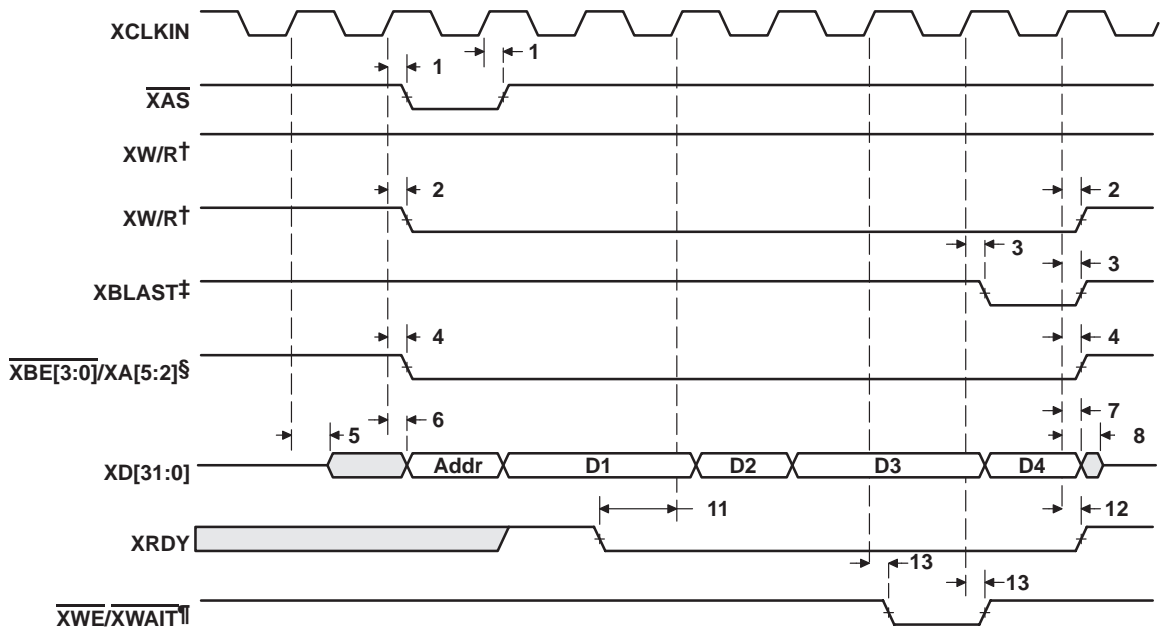 XCLKIN
1
1
XAS
XW/R†
2
2
XW/R†
3
3
XBLAST‡
4
4
XBE[3:0]/XA[5:2]§
6
7
5
8
XD[31:0]
Addr
D1
D2
D3
D4
11
12
XRDY
13
13
XWE/XWAIT¶